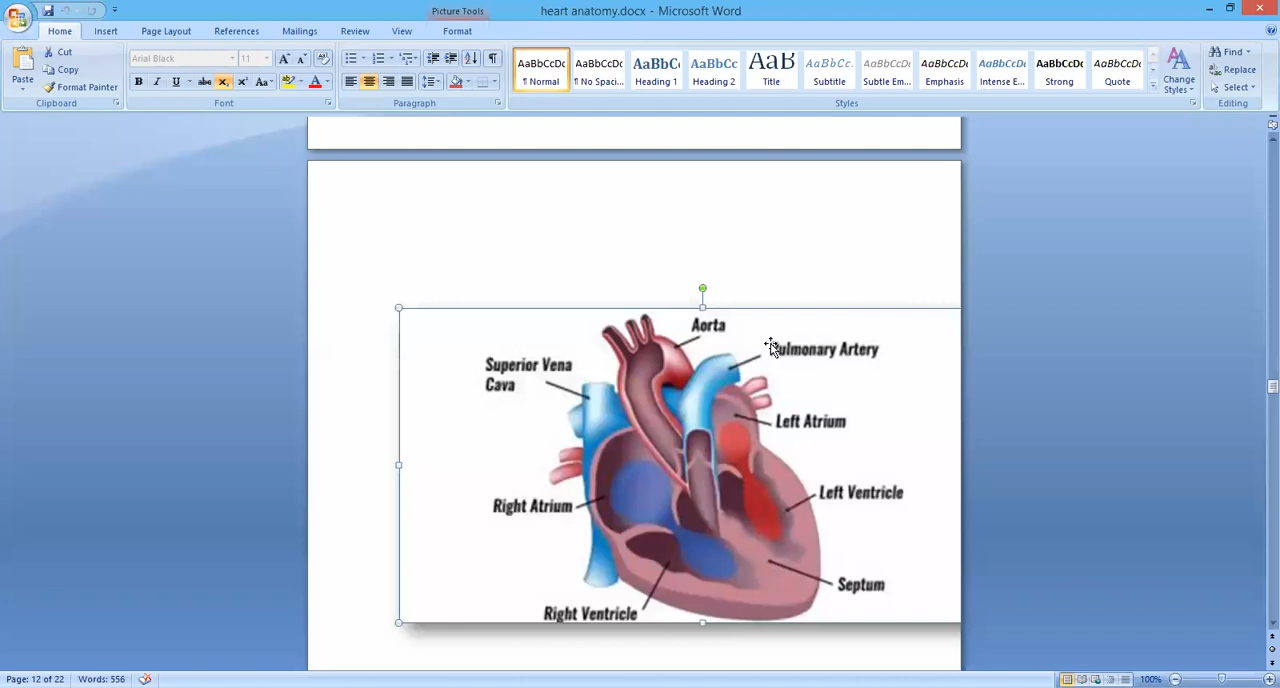 Picture Tools
heart anatomy.docx - Microsoft Word
Home
Insert
Page Layout
References
Mailings
Review
View
Format
Paste
Cut
Copy
Format Painter
Clipboard
Arial Black
11
B I U abc X₂ X² Aa
Font
Paragraph
AaBbCcDc
¶ Normal
AaBbCcDc
¶ No Spaci...
AaBbC
Heading 1
AaBbCc
Heading 2
AaB
Title
AaBbCc.
Subtitle
AaBbCcDc
Subtle Em...
AaBbCcDc
Emphasis
AaBbCcDc
Intense E...
AaBbCcDc
Strong
AaBbCcDc
Quote
Change
Styles
Styles
Find
Replace
Select
Editing
Aorta
Pulmonary Artery
Superior Vena
Cava
Left Atrium
Left Ventricle
Right Atrium
Septum
Right Ventricle
Page: 12 of 22
Words: 556
100%